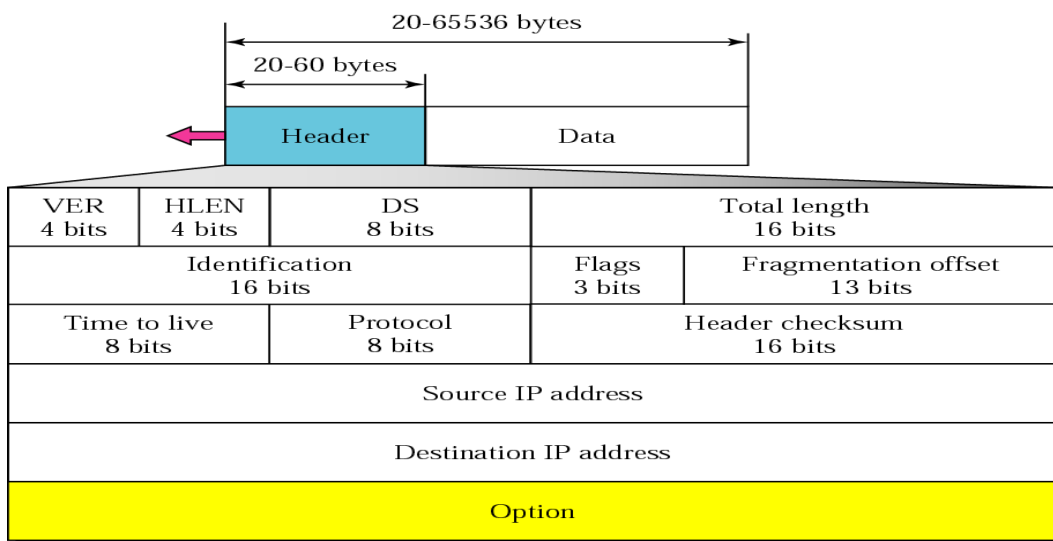 20-65536 bytes
20-60 bytes
Header
Data
VER
4 bits
HLEN
4 bits
DS
8 bits
Total length
16 bits
Identification
16 bits
Flags
3 bits
Fragmentation offset
13 bits
Time to live
8 bits
Protocol
8 bits
Header checksum
16 bits
Source IP address
Destination IP address
Option